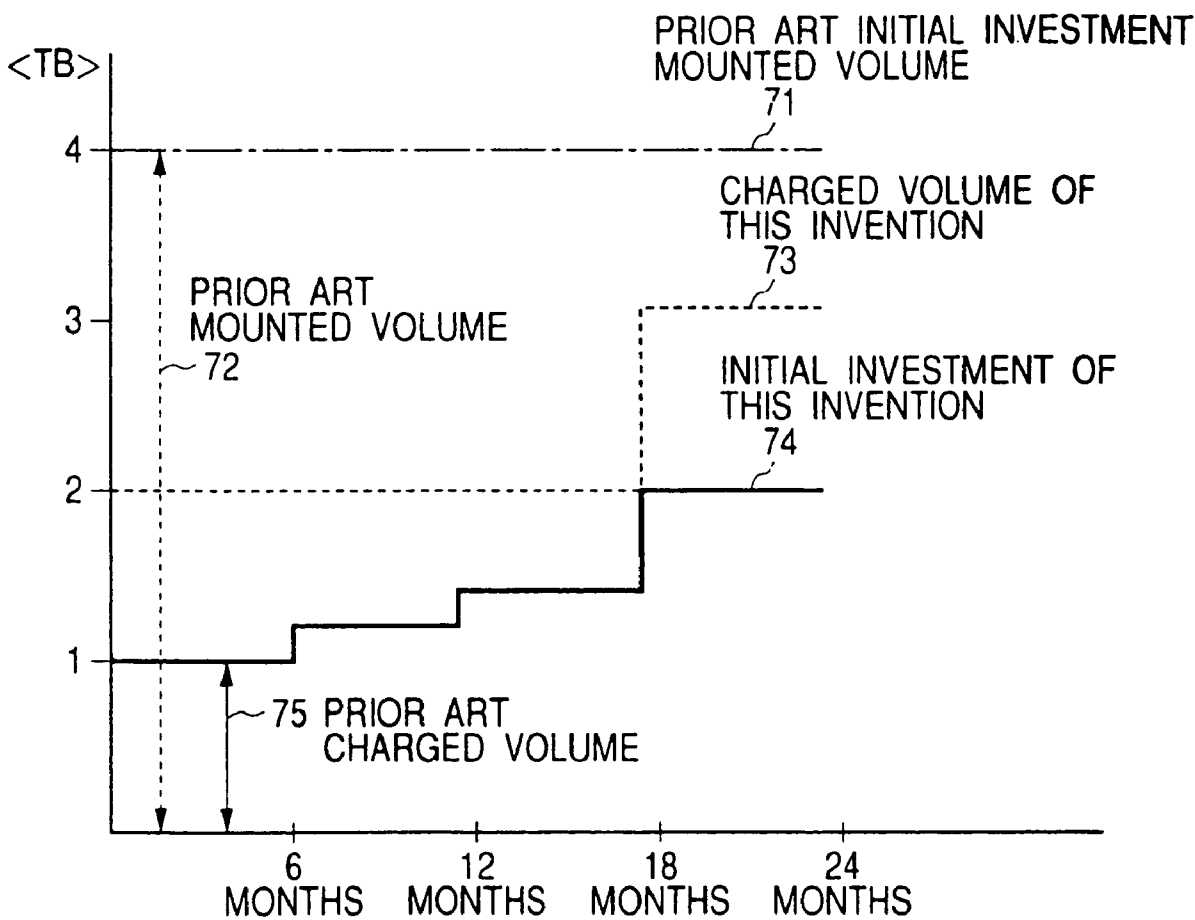 PRIOR ART INITIAL INVESTMENT
MOUNTED VOLUME
71
<TB>
4
CHARGED VOLUME OF
THIS INVENTION
73
PRIOR ART
MOUNTED VOLUME
72
3
INITIAL INVESTMENT OF
THIS INVENTION
74
2
1
75 PRIOR ART
CHARGED VOLUME
6 12 18 24
MONTHS MONTHS MONTHS MONTHS